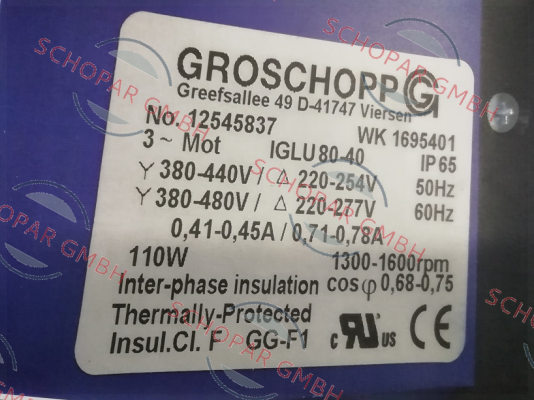 GROSCHOPP G
Greefsallee 49 D-41747 Viersen
No. 12545837 WK 1695401
3 ~ Mot IGLU 80-40 IP 65
Y 380-440V / Δ 220-254V 50Hz
Y 380-480V / Δ 220-277V 60Hz
0,41-0,45A / 0,71-0,78A
110W 1300-1600rpm
Inter-phase insulation cosφ 0,68-0,75
Thermally-Protected
Insul.Cl. F GG-F1 c RU us CE
SCHOPAR GMBH
SCHOPAR GMBH
SCHOPAR GMBH
SCHOPAR GMBH
SCHOPAR GMBH
SCHOPAR GMBH